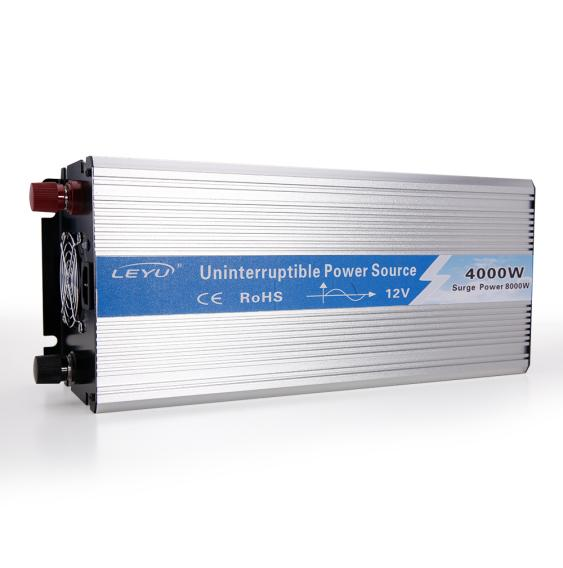 LEYU®
Uninterruptible Power Source
CE RoHS 12V
4000W
Surge Power 8000W